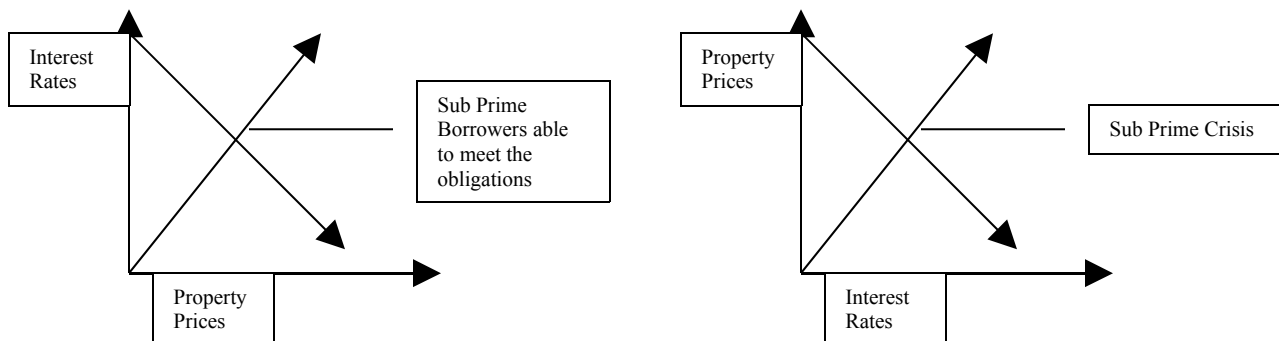 Interest
Rates
Sub Prime
Borrowers able
to meet the
obligations
Property
Prices
Property
Prices
Sub Prime Crisis
Interest
Rates